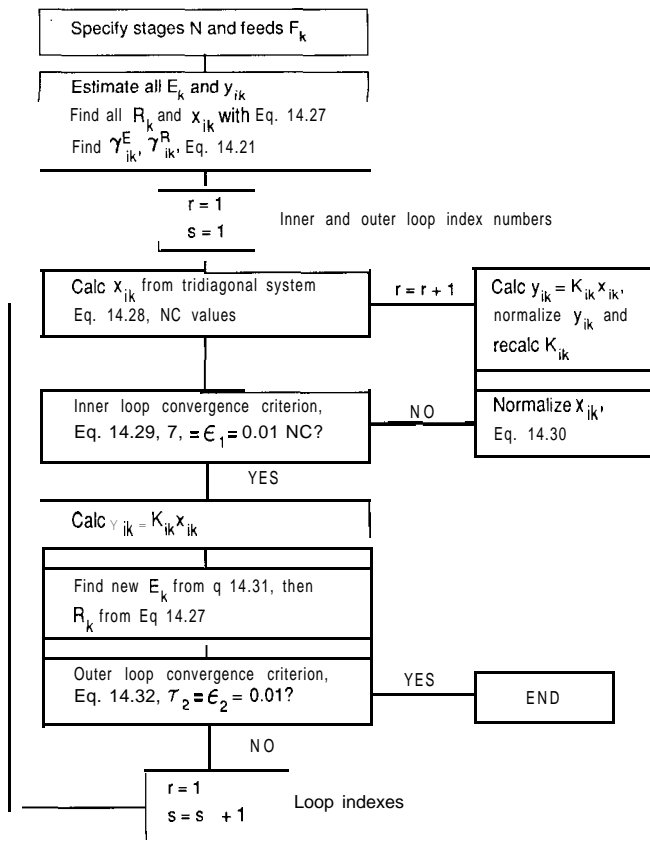 Specify stages N and feeds F_k
Estimate all E_k and y_ik
Find all R_k and x_ik with Eq. 14.27
Find γ^E_ik, γ^R_ik, Eq. 14.21
r = 1
s = 1
Inner and outer loop index numbers
Calc x_ik from tridiagonal system
Eq. 14.28, NC values
r = r + 1
Calc y_ik = K_ik x_ik,
normalize y_ik and
recalc K_ik
Inner loop convergence criterion,
Eq. 14.29, 7, = ϵ_1 = 0.01 NC?
NO
Normalize x_ik,
Eq. 14.30
YES
Calc Y_ik = K_ik x_ik
Find new E_k from q 14.31, then
R_k from Eq 14.27
Outer loop convergence criterion,
Eq. 14.32, τ_2 = ϵ_2 = 0.01?
YES
END
NO
r = 1
s = s + 1
Loop indexes